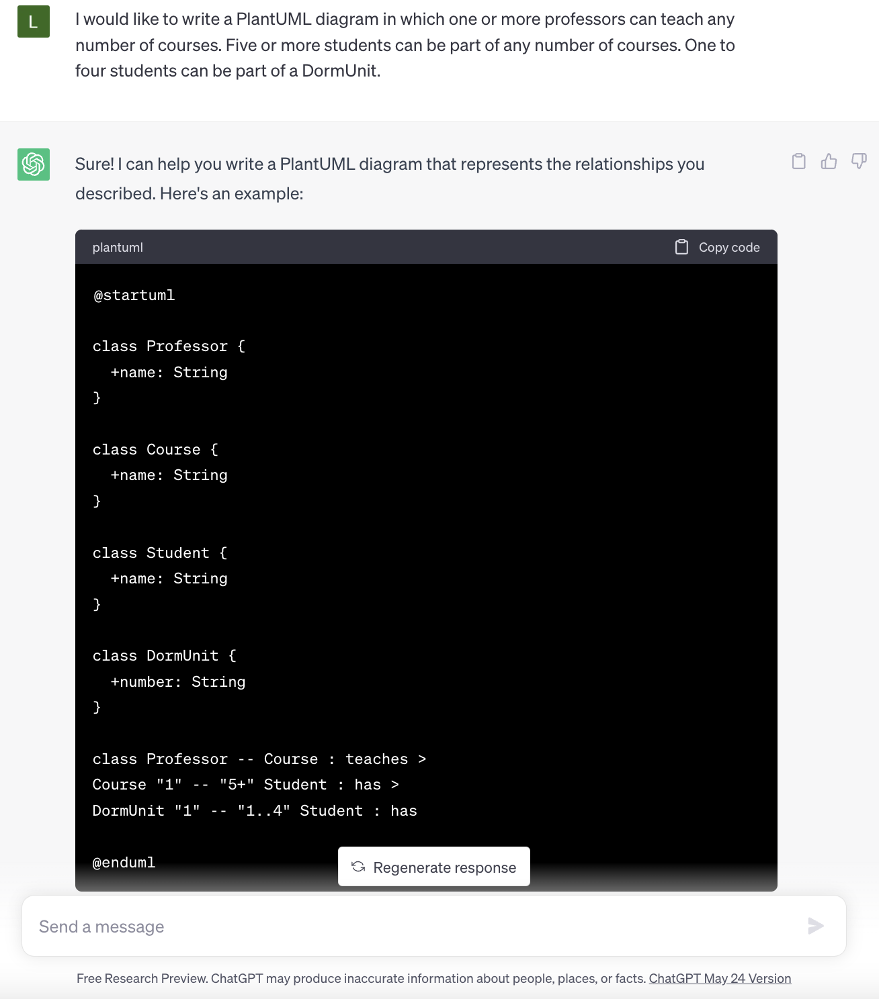 L
I would like to write a PlantUML diagram in which one or more professors can teach any
number of courses. Five or more students can be part of any number of courses. One to
four students can be part of a DormUnit.
Sure! I can help you write a PlantUML diagram that represents the relationships you
described. Here's an example:
plantuml
Copy code
@startuml
class Professor {
  +name: String
}
class Course {
  +name: String
}
class Student {
  +name: String
}
class DormUnit {
  +number: String
}
class Professor -- Course : teaches >
Course "1" -- "5+" Student : has >
DormUnit "1" -- "1..4" Student : has
@enduml
Regenerate response
Send a message
Free Research Preview. ChatGPT may produce inaccurate information about people, places, or facts. ChatGPT May 24 Version